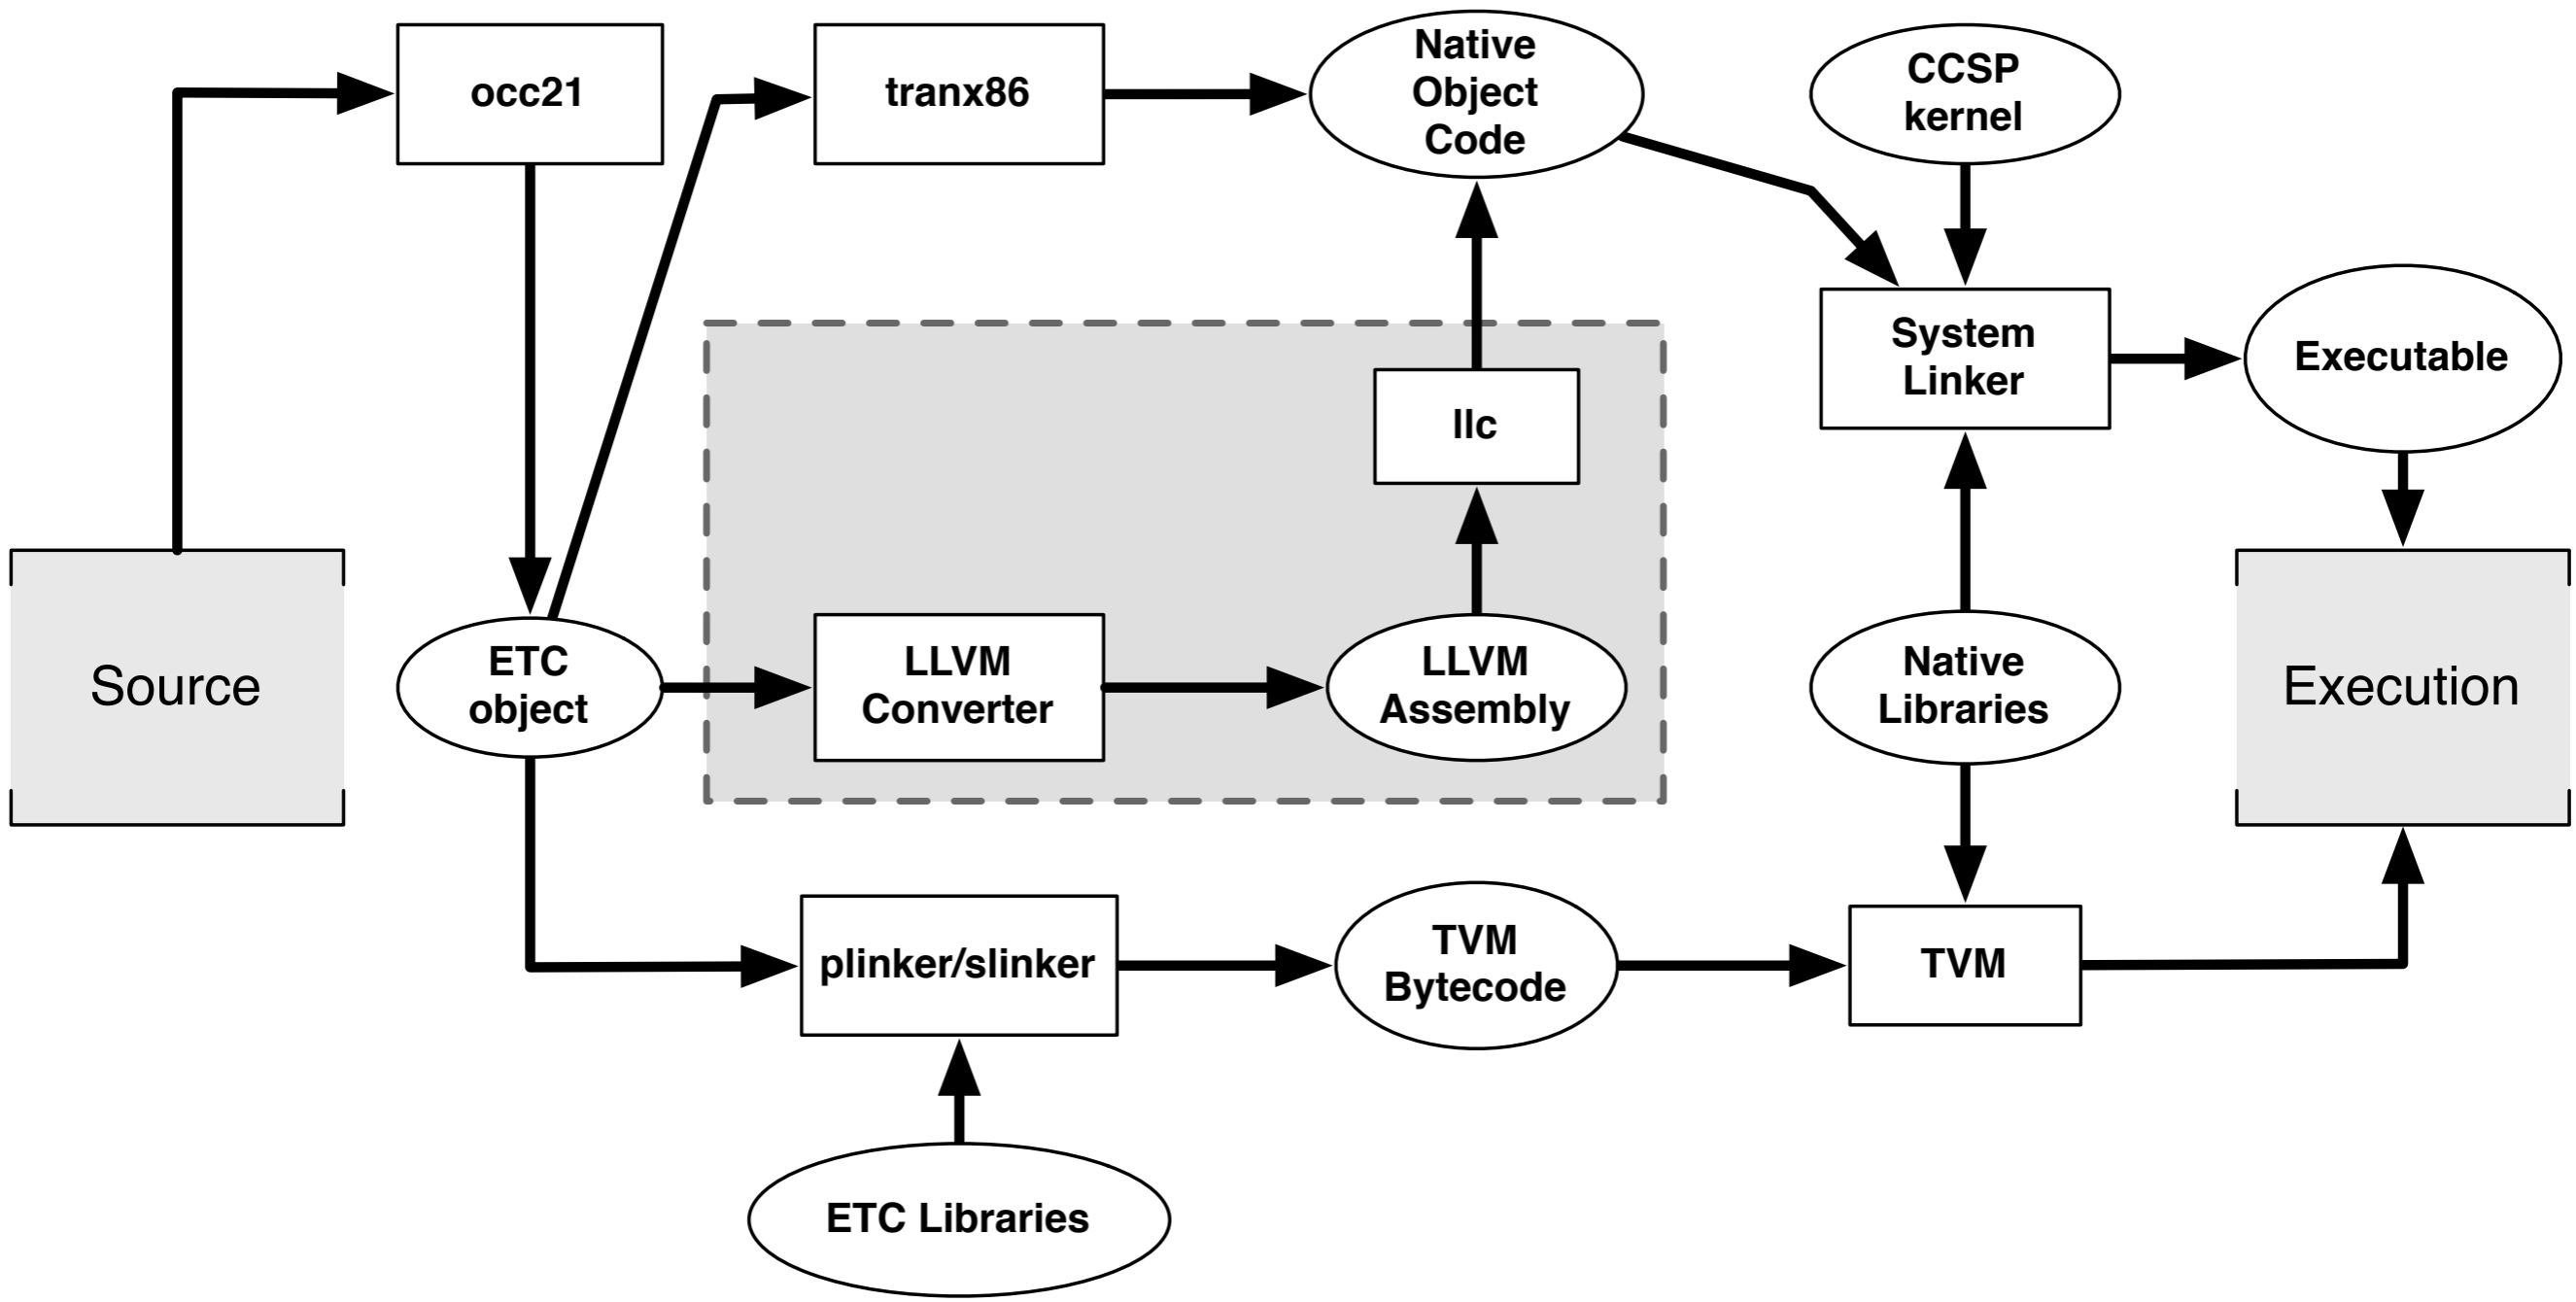 occ21
tranx86
Native
Object
Code
CCSP
kernel
System
Linker
Executable
llc
Source
ETC
object
LLVM
Converter
LLVM
Assembly
Native
Libraries
Execution
plinker/slinker
TVM
Bytecode
TVM
ETC Libraries